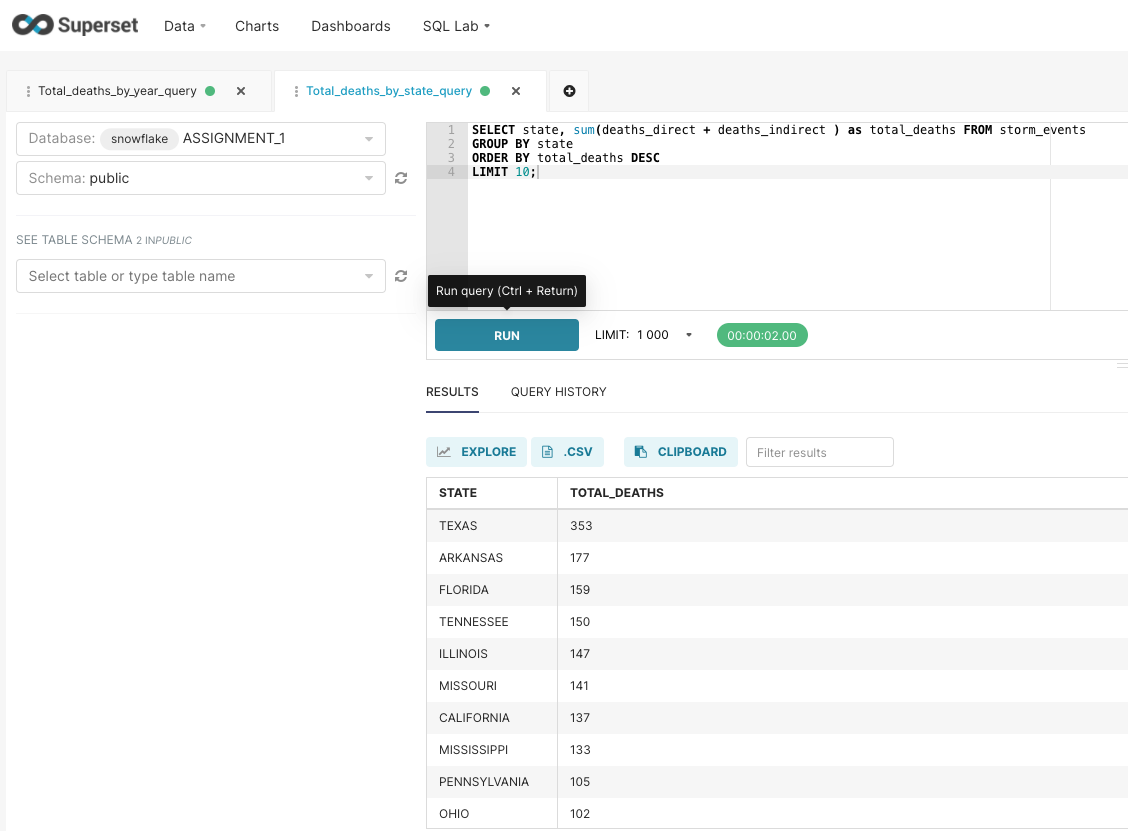 Superset Data Charts Dashboards SQL Lab
Total_deaths_by_year_query Total_deaths_by_state_query
Database: snowflake ASSIGNMENT_1
Schema: public
SEE TABLE SCHEMA 2 IN PUBLIC
Select table or type table name
1 SELECT state, sum(deaths_direct + deaths_indirect ) as total_deaths FROM storm_events
2 GROUP BY state
3 ORDER BY total_deaths DESC
4 LIMIT 10;
Run query (Ctrl + Return)
RUN LIMIT: 1 000 00:00:02.00
RESULTS QUERY HISTORY
EXPLORE .CSV CLIPBOARD Filter results
STATE TOTAL_DEATHS
TEXAS 353
ARKANSAS 177
FLORIDA 159
TENNESSEE 150
ILLINOIS 147
MISSOURI 141
CALIFORNIA 137
MISSISSIPPI 133
PENNSYLVANIA 105
OHIO 102